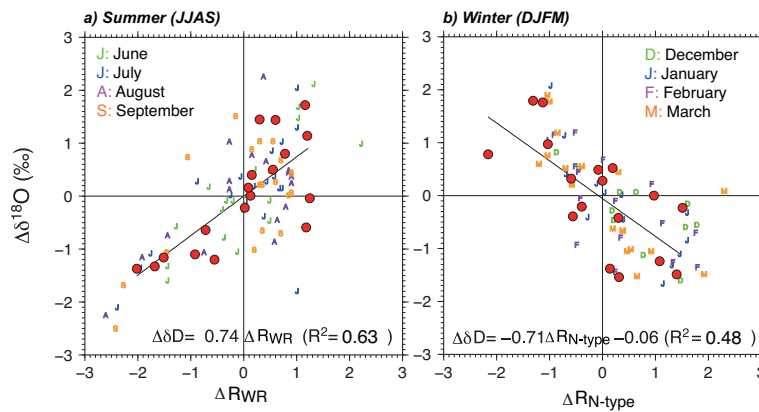 a) Summer (JJAS)
b) Winter (DJFM)
J: June
J: July
A: August
S: September
D: December
J: January
F: February
M: March
Δδ18O (‰)
3
2
1
0
−1
−2
−3
3
2
1
0
−1
−2
−3
ΔδD= 0.74 ΔRWR (R2= 0.63 )
ΔδD= −0.71ΔRN-type −0.06 (R2= 0.48 )
−3 −2 −1 0 1 2 3
−3 −2 −1 0 1 2 3
ΔRWR
ΔRN-type